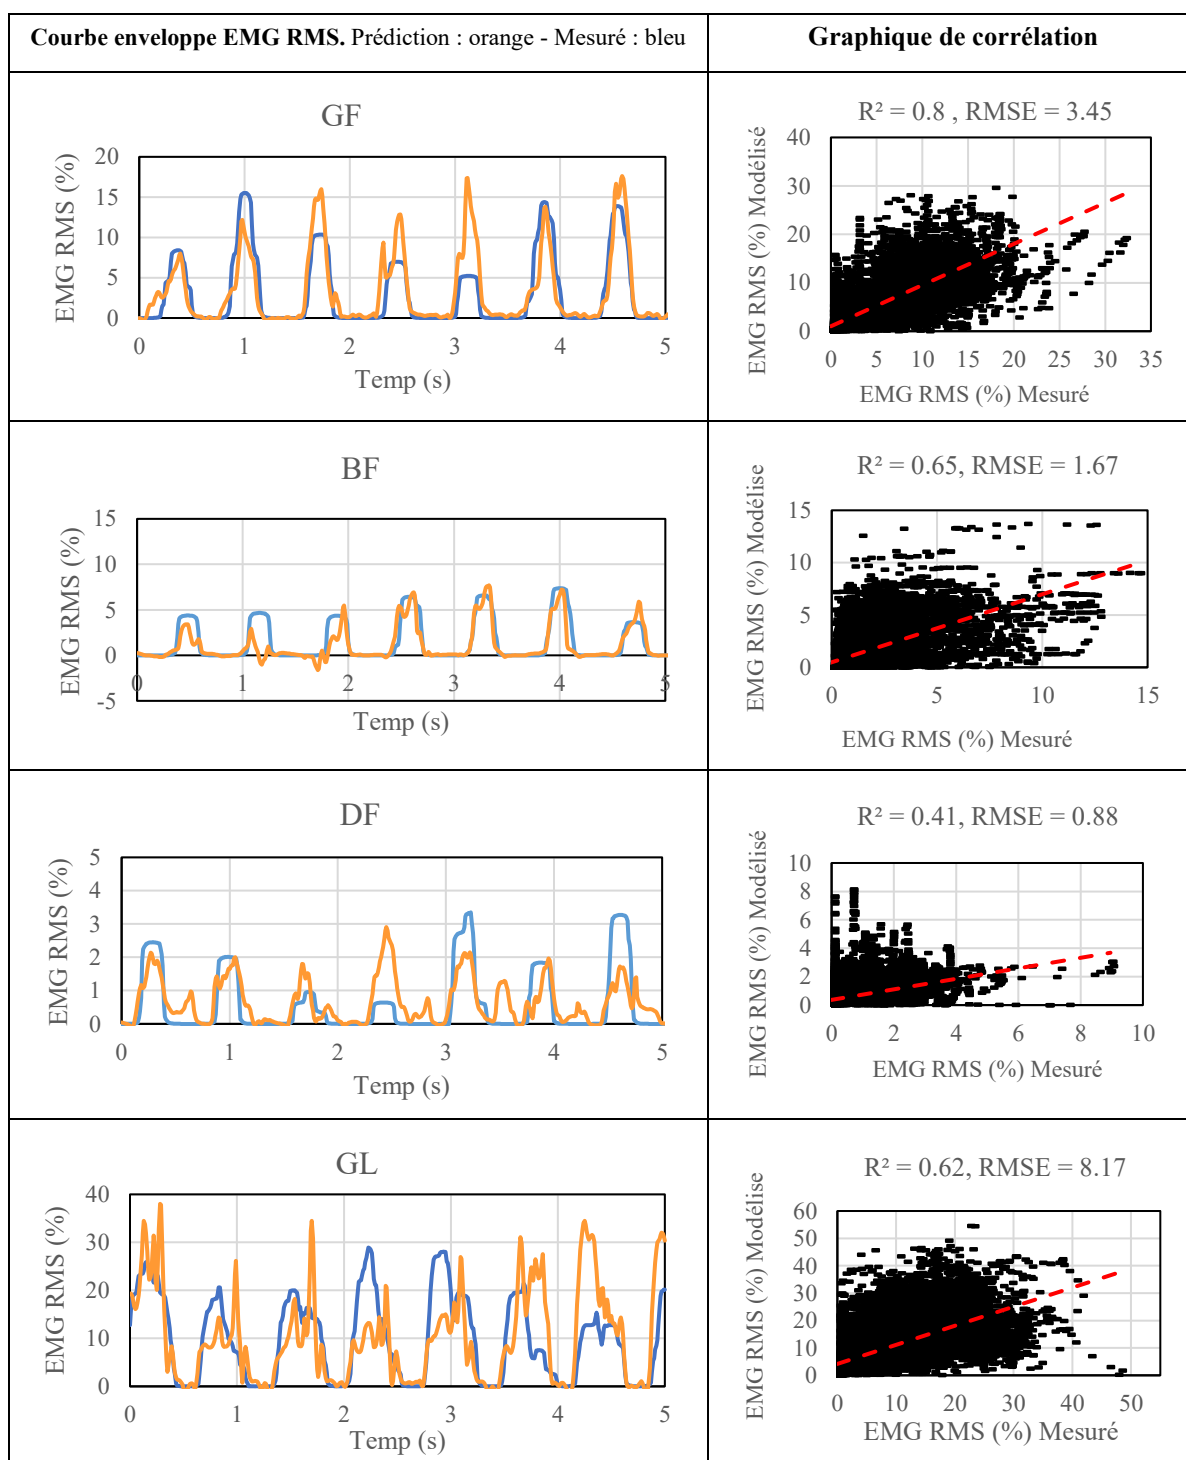 Courbe enveloppe EMG RMS. Prédiction : orange - Mesuré : bleu
Graphique de corrélation
GF
EMG RMS (%)
20
15
10
5
0
0 1 2 3 4 5
Temp (s)
R² = 0.8 , RMSE = 3.45
EMG RMS (%) Modélisé
40
30
20
10
0
0 5 10 15 20 25 30 35
EMG RMS (%) Mesuré
BF
EMG RMS (%)
15
10
5
0
-5
0 1 2 3 4 5
Temp (s)
R² = 0.65, RMSE = 1.67
EMG RMS (%) Modélise
15
10
5
0
0 5 10 15
EMG RMS (%) Mesuré
DF
EMG RMS (%)
5
4
3
2
1
0
0 1 2 3 4 5
Temp (s)
R² = 0.41, RMSE = 0.88
EMG RMS (%) Modélisé
10
8
6
4
2
0
0 2 4 6 8 10
EMG RMS (%) Mesuré
GL
EMG RMS (%)
40
30
20
10
0
0 1 2 3 4 5
Temp (s)
R² = 0.62, RMSE = 8.17
EMG RMS (%) Modélise
60
50
40
30
20
10
0
0 10 20 30 40 50
EMG RMS (%) Mesuré